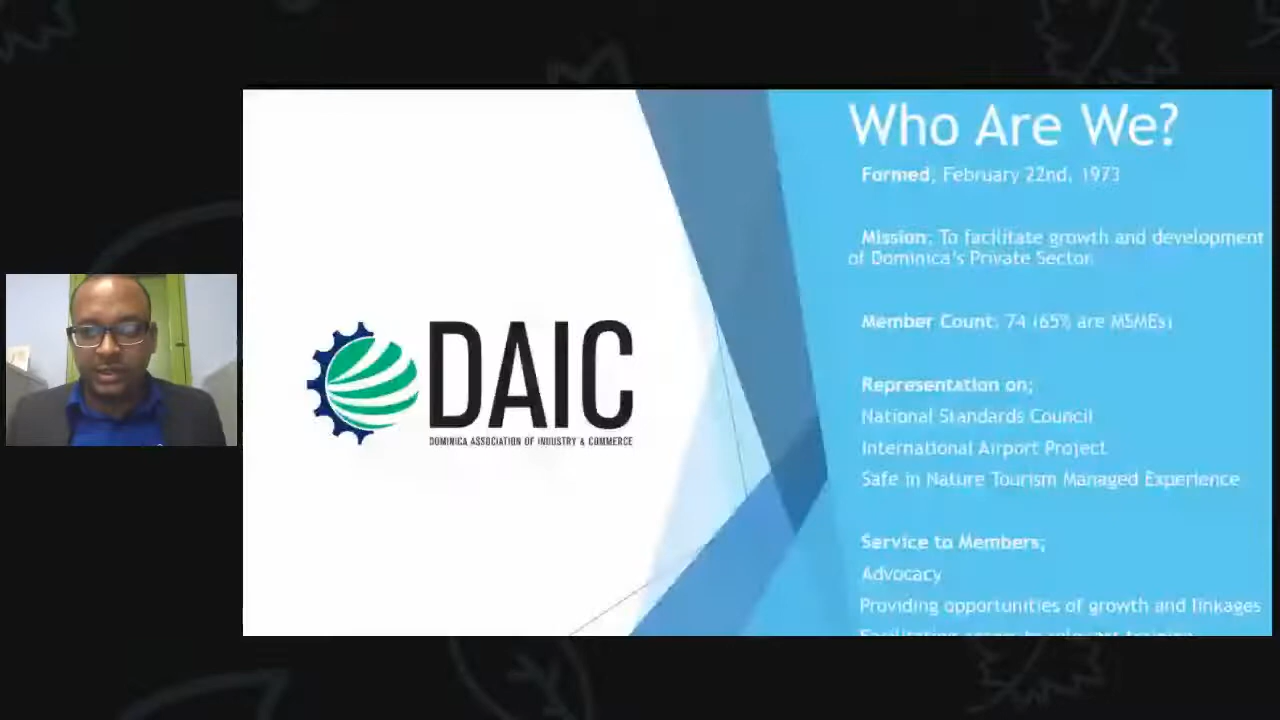 Who Are We?
Formed, February 22nd, 1973
Mission: To facilitate growth and development
of Dominica's Private Sector
Member Count: 74 (65% are MSMEs)
Representation on;
National Standards Council
International Airport Project
Safe in Nature Tourism Managed Experience
Service to Members;
Advocacy
Providing opportunities of growth and linkages
DAIC
DOMINICA ASSOCIATION OF INDUSTRY & COMMERCE